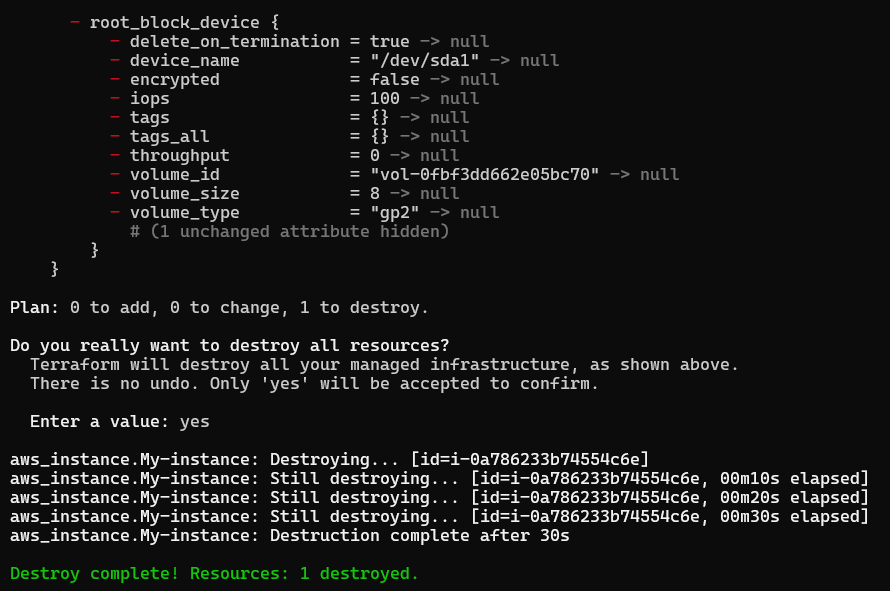 - root_block_device {
- delete_on_termination = true -> null
- device_name           = "/dev/sda1" -> null
- encrypted             = false -> null
- iops                  = 100 -> null
- tags                  = {} -> null
- tags_all              = {} -> null
- throughput            = 0 -> null
- volume_id             = "vol-0fbf3dd662e05bc70" -> null
- volume_size           = 8 -> null
- volume_type           = "gp2" -> null
# (1 unchanged attribute hidden)
}
}
Plan: 0 to add, 0 to change, 1 to destroy.
Do you really want to destroy all resources?
Terraform will destroy all your managed infrastructure, as shown above.
There is no undo. Only 'yes' will be accepted to confirm.
Enter a value: yes
aws_instance.My-instance: Destroying... [id=i-0a786233b74554c6e]
aws_instance.My-instance: Still destroying... [id=i-0a786233b74554c6e, 00m10s elapsed]
aws_instance.My-instance: Still destroying... [id=i-0a786233b74554c6e, 00m20s elapsed]
aws_instance.My-instance: Still destroying... [id=i-0a786233b74554c6e, 00m30s elapsed]
aws_instance.My-instance: Destruction complete after 30s
Destroy complete! Resources: 1 destroyed.